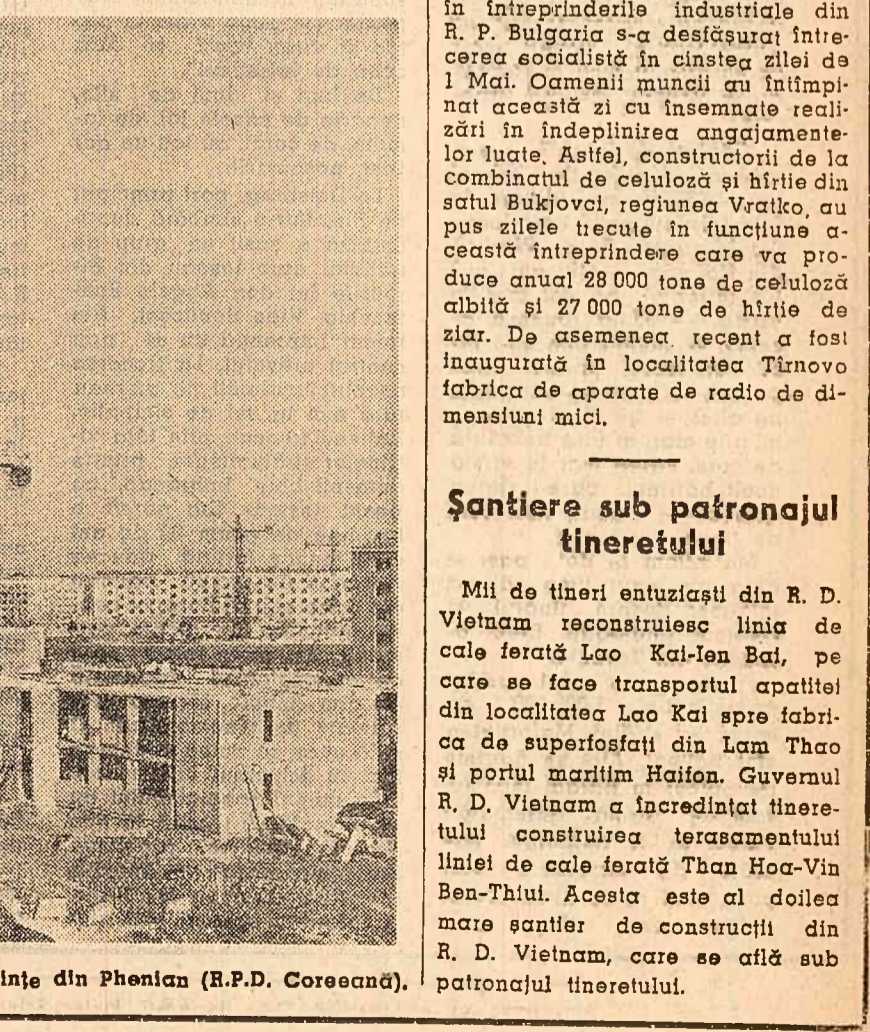 în întreprinderile industriale din
R. P. Bulgaria s-a desfășurat între-
cerea socialistă în cinstea zilei de
1 Mai. Oamenii muncii au întîmpi-
nat această zi cu însemnate reali-
zări în îndeplinirea angajamente-
lor luate. Astfel, constructorii de la
combinatul de celuloză și hîrtie din
satul Bukjovci, regiunea Vratko, au
pus zilele trecute în funcțiune a-
ceastă întreprindere care va pro-
duce anual 28 000 tone de celuloză
albită și 27 000 tone de hîrtie de
ziar. De asemenea, recent a fost
inaugurată în localitatea Tîrnovo
fabrica de aparate de radio de di-
mensiuni mici.
Șantiere sub patronajul
tineretului
Mii de tineri entuziaști din R. D.
Vietnam reconstruiesc linia de
cale ferată Lao Kai-Ien Bai, pe
care se face transportul apatitei
din localitatea Lao Kai spre fabri-
ca de superfosfați din Lam Thao
și portul maritim Haifon. Guvernul
R. D. Vietnam a încredințat tinere-
tului construirea terasamentului
liniei de cale ferată Than Hoa-Vin
Ben-Thiui. Acesta este al doilea
mare șantier de construcții din
R. D. Vietnam, care se află sub
patronajul tineretului.
ințe din Phenian (R.P.D. Coreeană).